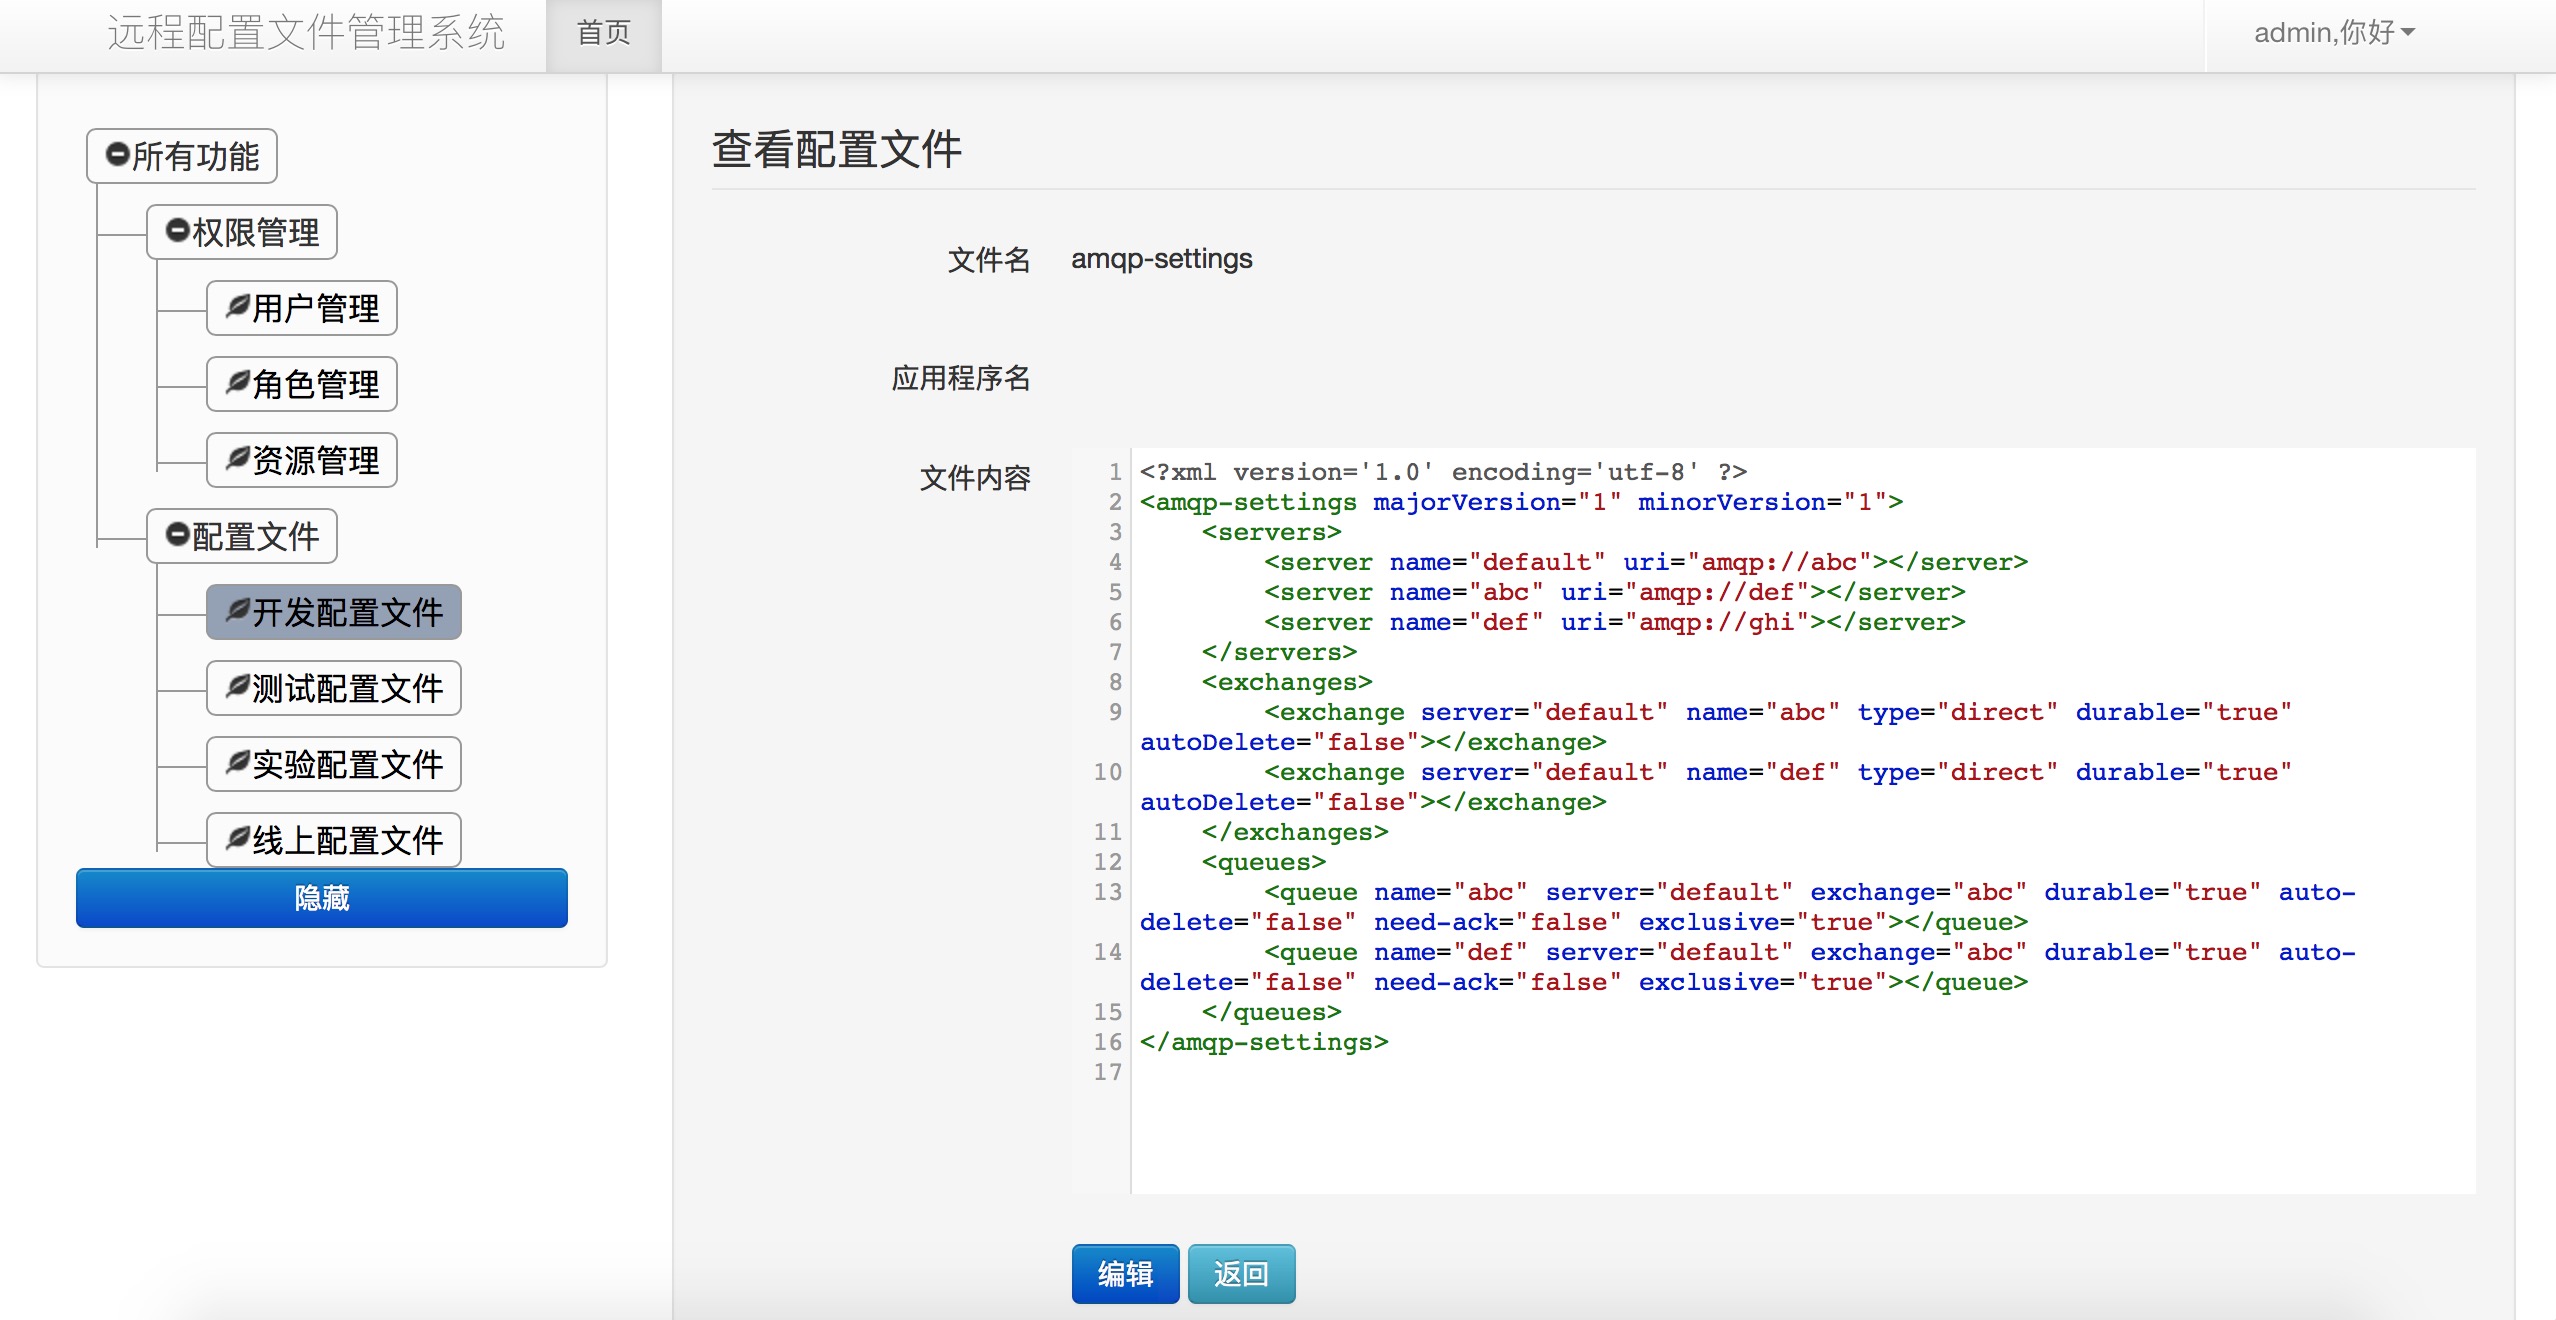 远程配置文件管理系统
首页
admin,你好
所有功能
权限管理
用户管理
角色管理
资源管理
配置文件
开发配置文件
测试配置文件
实验配置文件
线上配置文件
隐藏
查看配置文件
文件名 amqp-settings
应用程序名
文件内容
1 <?xml version='1.0' encoding='utf-8' ?>
2 <amqp-settings majorVersion="1" minorVersion="1">
3     <servers>
4         <server name="default" uri="amqp://abc"></server>
5         <server name="abc" uri="amqp://def"></server>
6         <server name="def" uri="amqp://ghi"></server>
7     </servers>
8     <exchanges>
9         <exchange server="default" name="abc" type="direct" durable="true"
autoDelete="false"></exchange>
10         <exchange server="default" name="def" type="direct" durable="true"
autoDelete="false"></exchange>
11     </exchanges>
12     <queues>
13         <queue name="abc" server="default" exchange="abc" durable="true" auto-
delete="false" need-ack="false" exclusive="true"></queue>
14         <queue name="def" server="default" exchange="abc" durable="true" auto-
delete="false" need-ack="false" exclusive="true"></queue>
15     </queues>
16 </amqp-settings>
17
编辑 返回